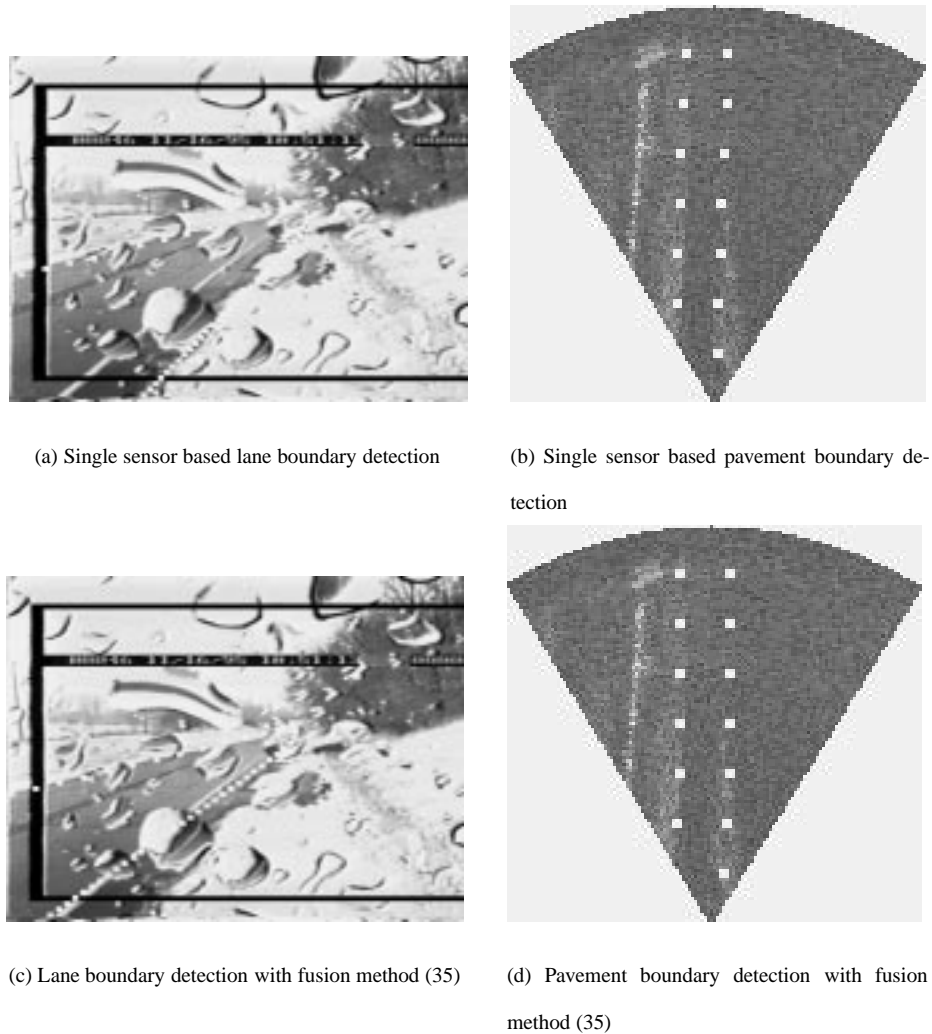 (a) Single sensor based lane boundary detection
(b) Single sensor based pavement boundary de-
tection
(c) Lane boundary detection with fusion method (35)
(d) Pavement boundary detection with fusion
method (35)